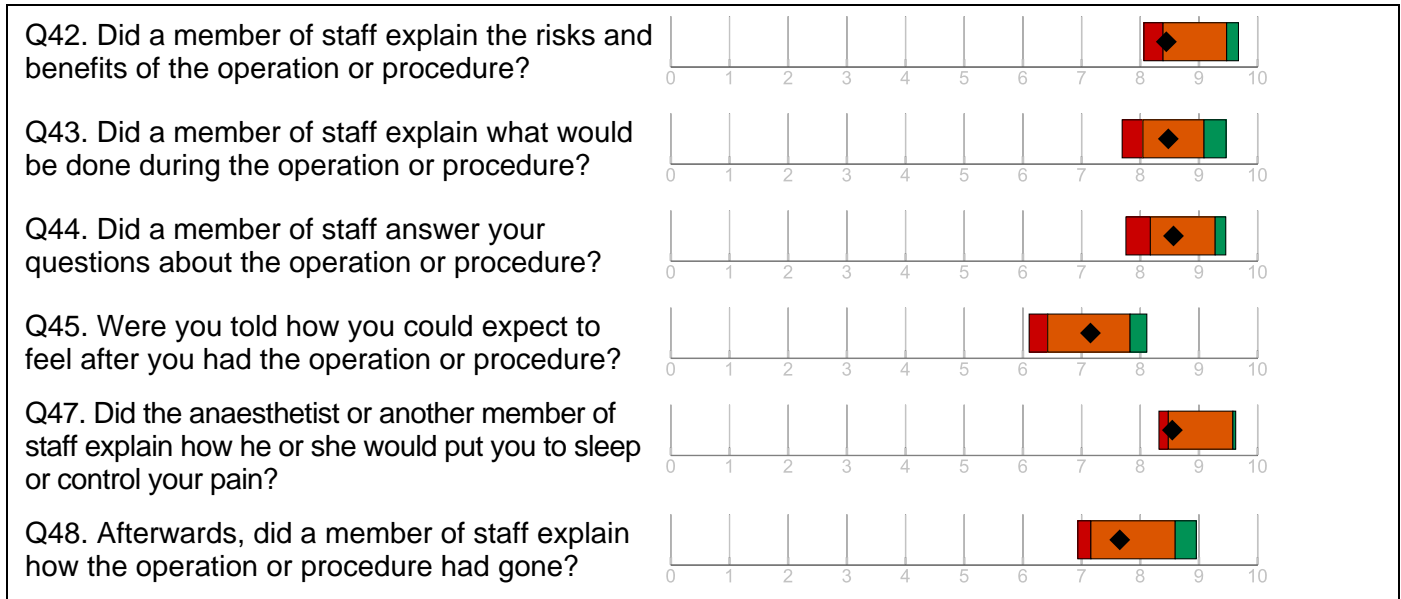 Q42. Did a member of staff explain the risks and
benefits of the operation or procedure?
0 1 2 3 4 5 6 7 8 9 10
Q43. Did a member of staff explain what would
be done during the operation or procedure?
0 1 2 3 4 5 6 7 8 9 10
Q44. Did a member of staff answer your
questions about the operation or procedure?
0 1 2 3 4 5 6 7 8 9 10
Q45. Were you told how you could expect to
feel after you had the operation or procedure?
0 1 2 3 4 5 6 7 8 9 10
Q47. Did the anaesthetist or another member of
staff explain how he or she would put you to sleep
or control your pain?
0 1 2 3 4 5 6 7 8 9 10
Q48. Afterwards, did a member of staff explain
how the operation or procedure had gone?
0 1 2 3 4 5 6 7 8 9 10